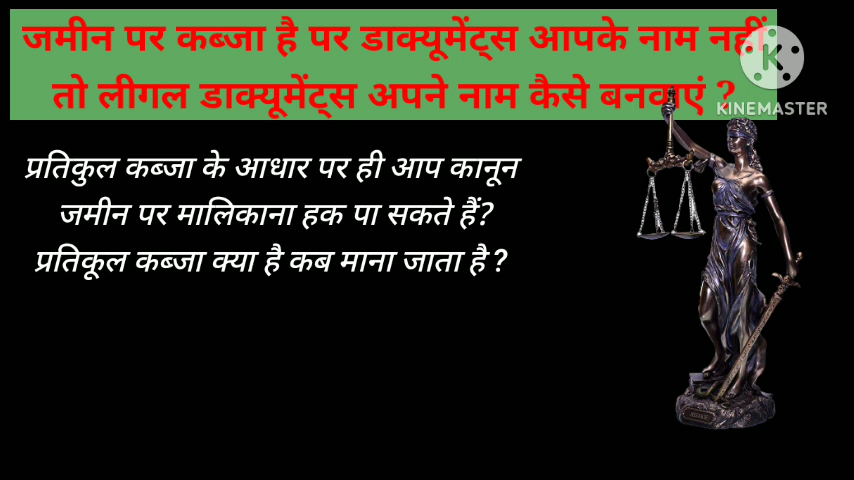 जमीन पर कब्जा है पर डाक्यूमेंट्स आपके नाम नहीं
तो लीगल डाक्यूमेंट्स अपने नाम कैसे बनवाएं ?
K
KINEMASTER
प्रतिकुल कब्जा के आधार पर ही आप कानून
जमीन पर मालिकाना हक पा सकते हैं?
प्रतिकूल कब्जा क्या है कब माना जाता है ?